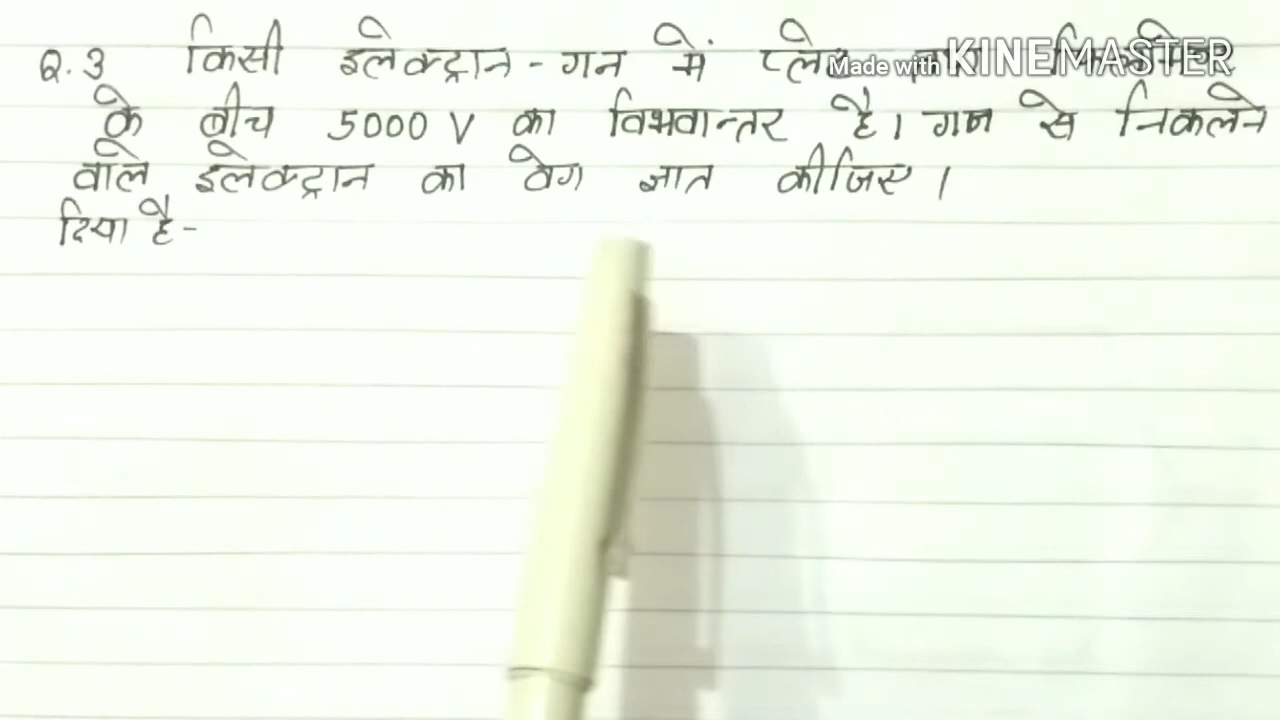 Q.3 किसी इलेक्ट्रान - गन में प्लेट
Made with KINEMASTER
के बीच 5000 V का विभवान्तर है। गन से निकलने
वाले इलेक्ट्रान का वेग ज्ञात कीजिए।
दिया है-